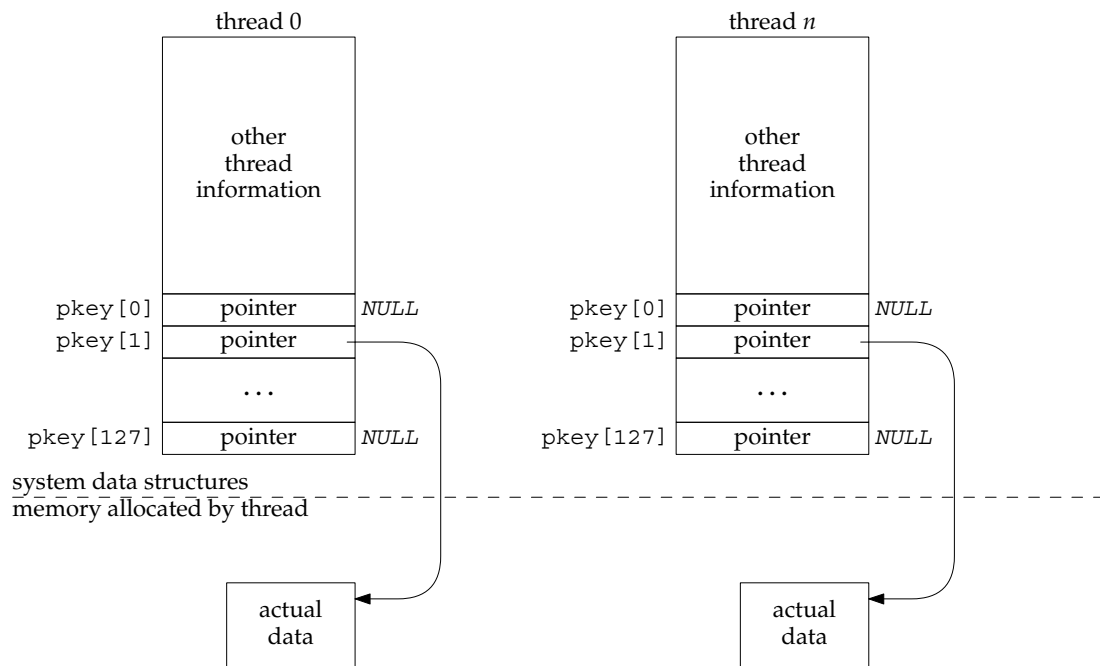 thread 0
thread n
other
thread
information
other
thread
information
pkey[0] pointer NULL
pkey[0] pointer NULL
pkey[1] pointer
pkey[1] pointer
...
...
pkey[127] pointer NULL
pkey[127] pointer NULL
system data structures
memory allocated by thread
actual
data
actual
data